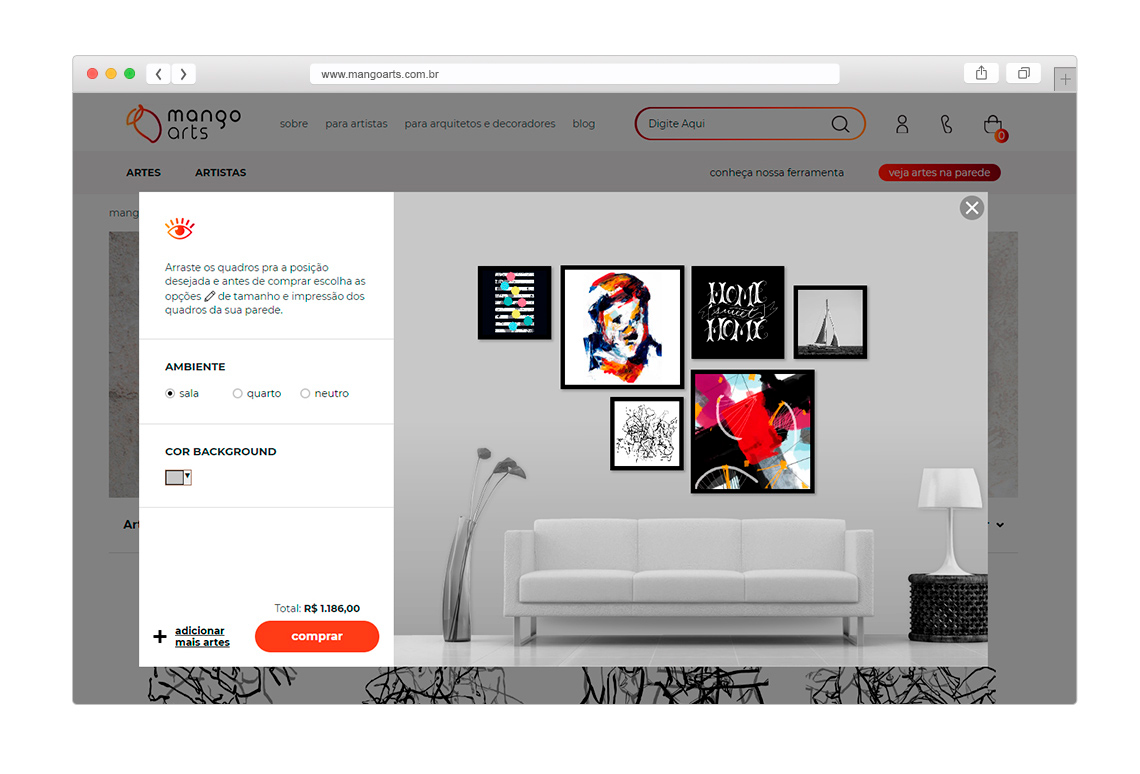 www.mangoarts.com.br
mango
arts
sobre
para artistas
para arquitetos e decoradores
blog
Digite Aqui
0
ARTES
ARTISTAS
conheça nossa ferramenta
veja artes na parede
mang
Arraste os quadros pra a posição
desejada e antes de comprar escolha as
opções de tamanho e impressão dos
quadros da sua parede.
AMBIENTE
sala
quarto
neutro
COR BACKGROUND
HOME
sweet
HOME
Art
Total: R$ 1.186,00
adicionar
mais artes
comprar